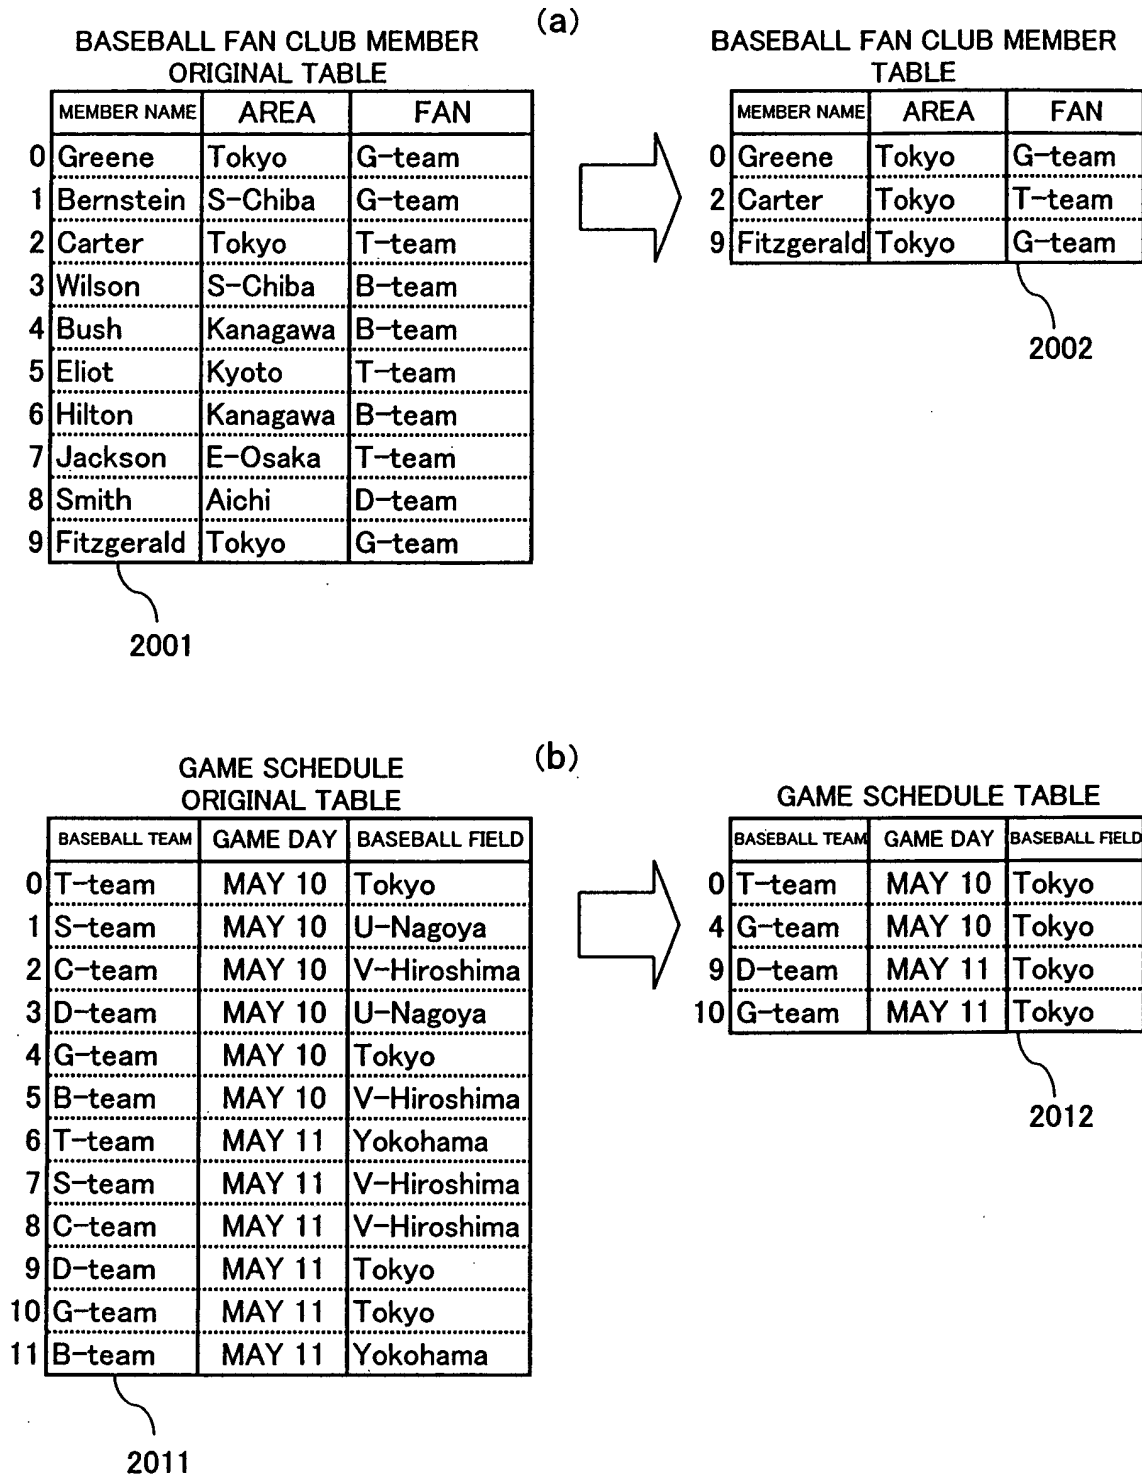 (a)
BASEBALL FAN CLUB MEMBER
ORIGINAL TABLE
MEMBER NAME AREA FAN
0 Greene Tokyo G-team
1 Bernstein S-Chiba G-team
2 Carter Tokyo T-team
3 Wilson S-Chiba B-team
4 Bush Kanagawa B-team
5 Eliot Kyoto T-team
6 Hilton Kanagawa B-team
7 Jackson E-Osaka T-team
8 Smith Aichi D-team
9 Fitzgerald Tokyo G-team
2001
BASEBALL FAN CLUB MEMBER
TABLE
MEMBER NAME AREA FAN
0 Greene Tokyo G-team
2 Carter Tokyo T-team
9 Fitzgerald Tokyo G-team
2002
(b)
GAME SCHEDULE
ORIGINAL TABLE
BASEBALL TEAM GAME DAY BASEBALL FIELD
0 T-team MAY 10 Tokyo
1 S-team MAY 10 U-Nagoya
2 C-team MAY 10 V-Hiroshima
3 D-team MAY 10 U-Nagoya
4 G-team MAY 10 Tokyo
5 B-team MAY 10 V-Hiroshima
6 T-team MAY 11 Yokohama
7 S-team MAY 11 V-Hiroshima
8 C-team MAY 11 V-Hiroshima
9 D-team MAY 11 Tokyo
10 G-team MAY 11 Tokyo
11 B-team MAY 11 Yokohama
2011
GAME SCHEDULE TABLE
BASEBALL TEAM GAME DAY BASEBALL FIELD
0 T-team MAY 10 Tokyo
4 G-team MAY 10 Tokyo
9 D-team MAY 11 Tokyo
10 G-team MAY 11 Tokyo
2012